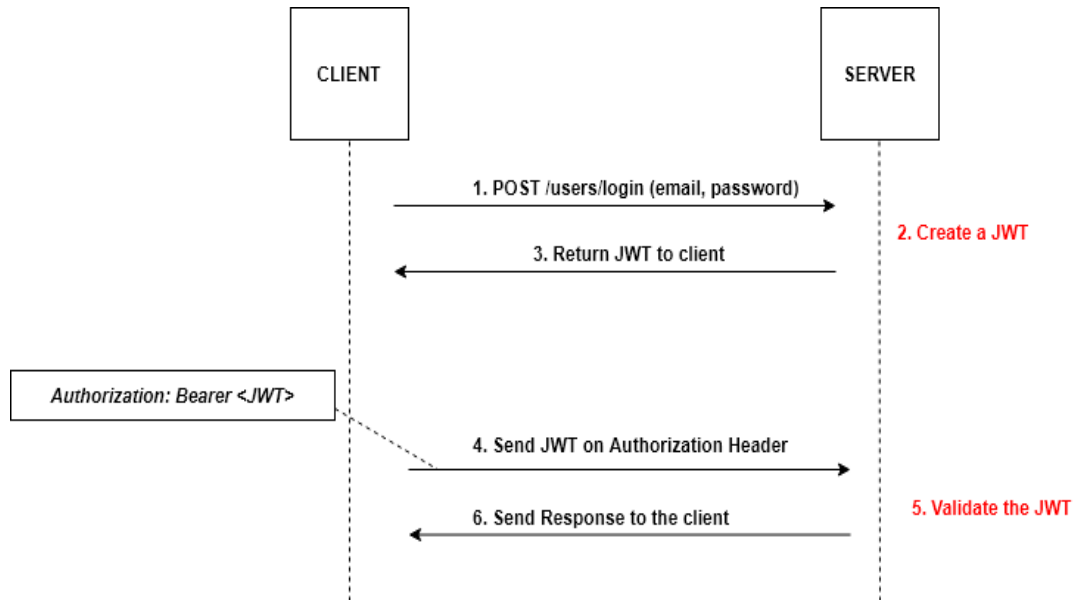 CLIENT
SERVER
1. POST /users/login (email, password)
2. Create a JWT
3. Return JWT to client
Authorization: Bearer <JWT>
4. Send JWT on Authorization Header
5. Validate the JWT
6. Send Response to the client